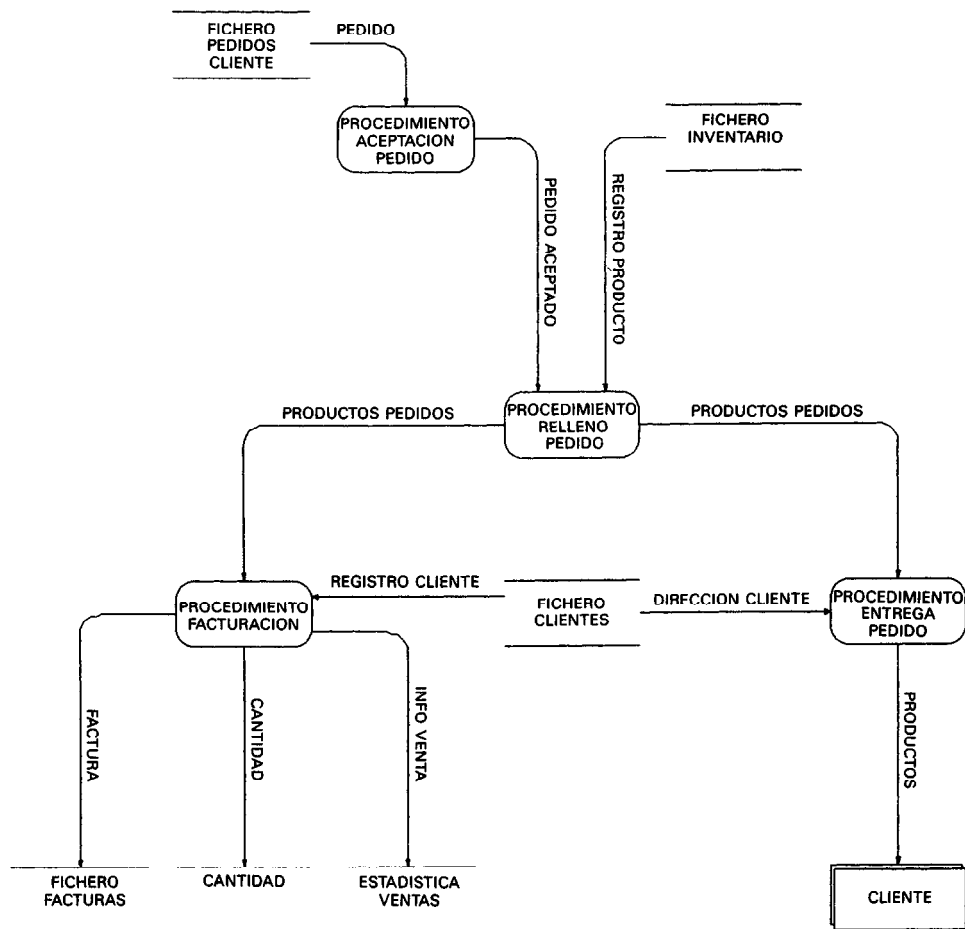 FICHERO
PEDIDOS
CLIENTE
PEDIDO
PROCEDIMIENTO
ACEPTACION
PEDIDO
FICHERO
INVENTARIO
PEDIDO ACEPTADO
REGISTRO PRODUCTO
PRODUCTOS PEDIDOS
PROCEDIMIENTO
RELLENO
PEDIDO
PRODUCTOS PEDIDOS
PROCEDIMIENTO
FACTURACION
REGISTRO CLIENTE
FICHERO
CLIENTES
DIRECCION CLIENTE
PROCEDIMIENTO
ENTREGA
PEDIDO
FACTURA
CANTIDAD
INFO VENTA
PRODUCTOS
FICHERO
FACTURAS
CANTIDAD
ESTADISTICA
VENTAS
CLIENTE